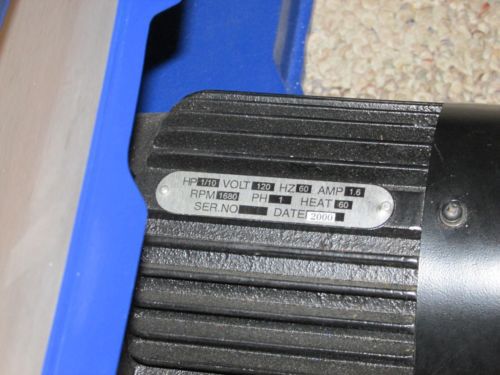 HP 1/10 VOLT 120 HZ 60 AMP 1.6
RPM 1680 PH 1 HEAT 60
SER.NO DATE 2000